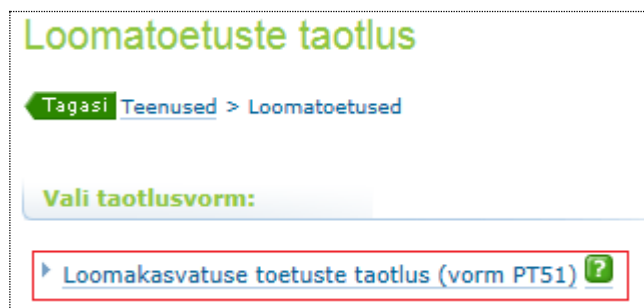 Loomatoetuste taotlus
Tagasi Teenused > Loomatoetused
Vali taotlusvorm:
Loomakasvatuse toetuste taotlus (vorm PT51) ?